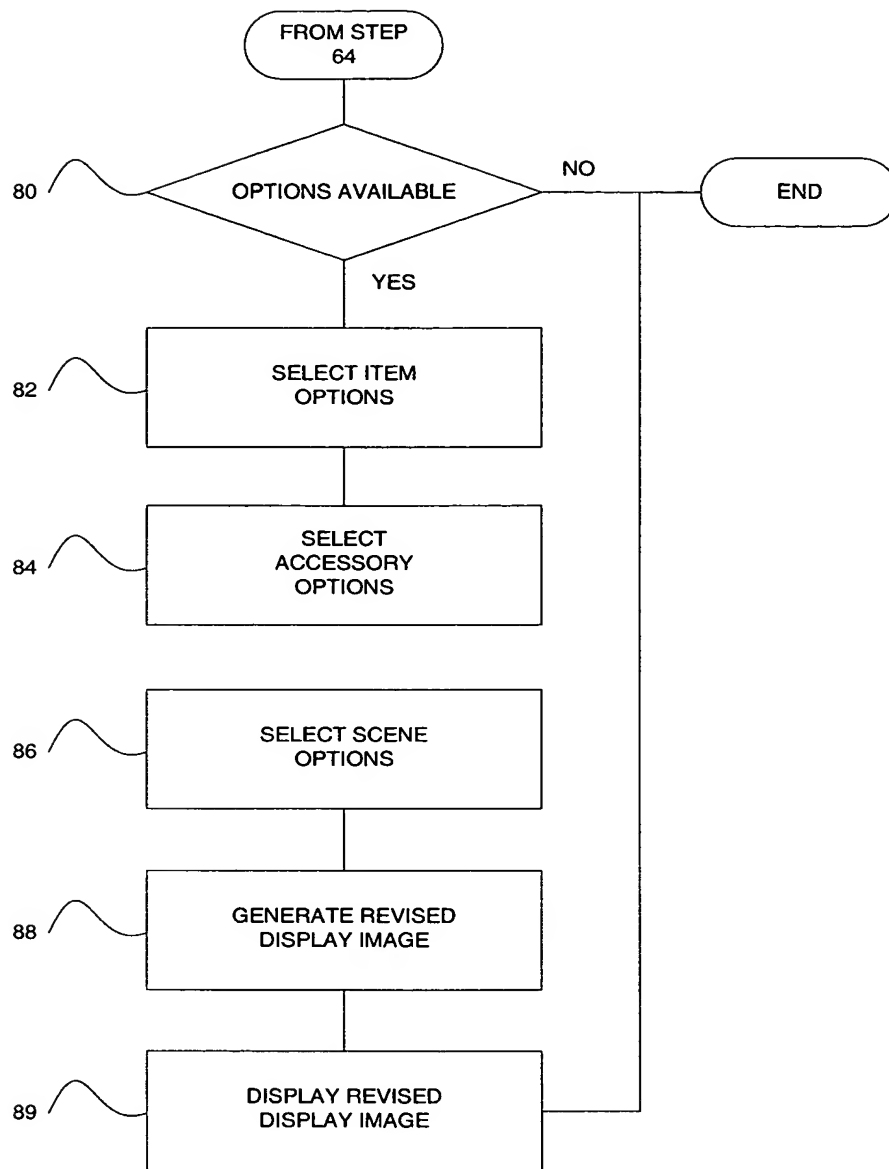 FROM STEP
64
80
OPTIONS AVAILABLE
NO
END
YES
82
SELECT ITEM
OPTIONS
84
SELECT
ACCESSORY
OPTIONS
86
SELECT SCENE
OPTIONS
88
GENERATE REVISED
DISPLAY IMAGE
89
DISPLAY REVISED
DISPLAY IMAGE